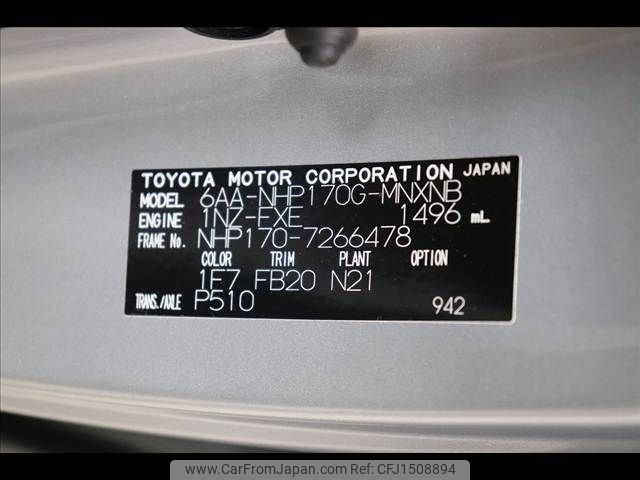 TOYOTA MOTOR CORPORATION JAPAN
MODEL 6AA-NHP170G-MNXNB
ENGINE 1NZ-FXE 1496 mL
FRAME No. NHP170-7266478
COLOR TRIM PLANT OPTION
1F7 FB20 N21
TRANS./AXLE P510 942
www.CarFromJapan.com - CFJ1508894